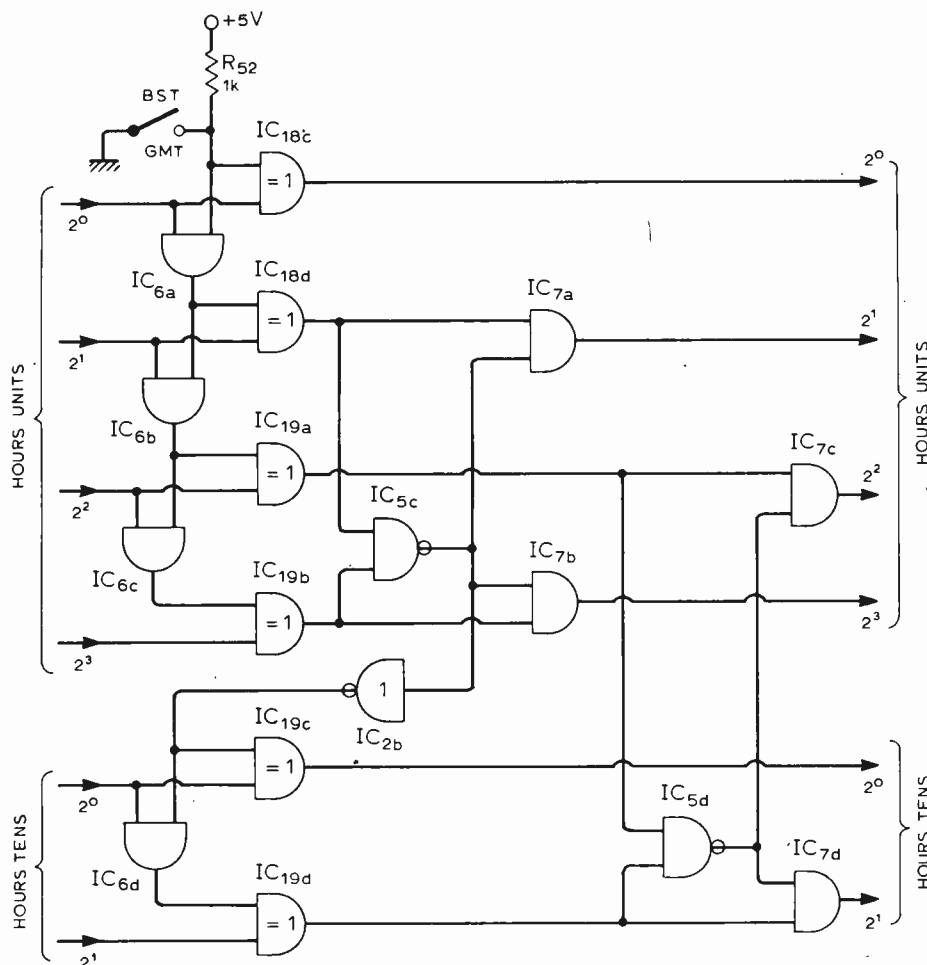 +5V
R52
1k
BST
GMT
IC18c
=1
2⁰
2⁰
IC6a
IC18d
=1
IC7a
2¹
2¹
HOURS UNITS
HOURS UNITS
IC6b
IC19a
=1
IC7c
2²
2²
IC5c
IC6c
IC19b
=1
IC7b
2³
2³
1
IC2b
IC19c
=1
2⁰
2⁰
HOURS TENS
HOURS TENS
IC5d
IC6d
IC19d
=1
IC7d
2¹
2¹